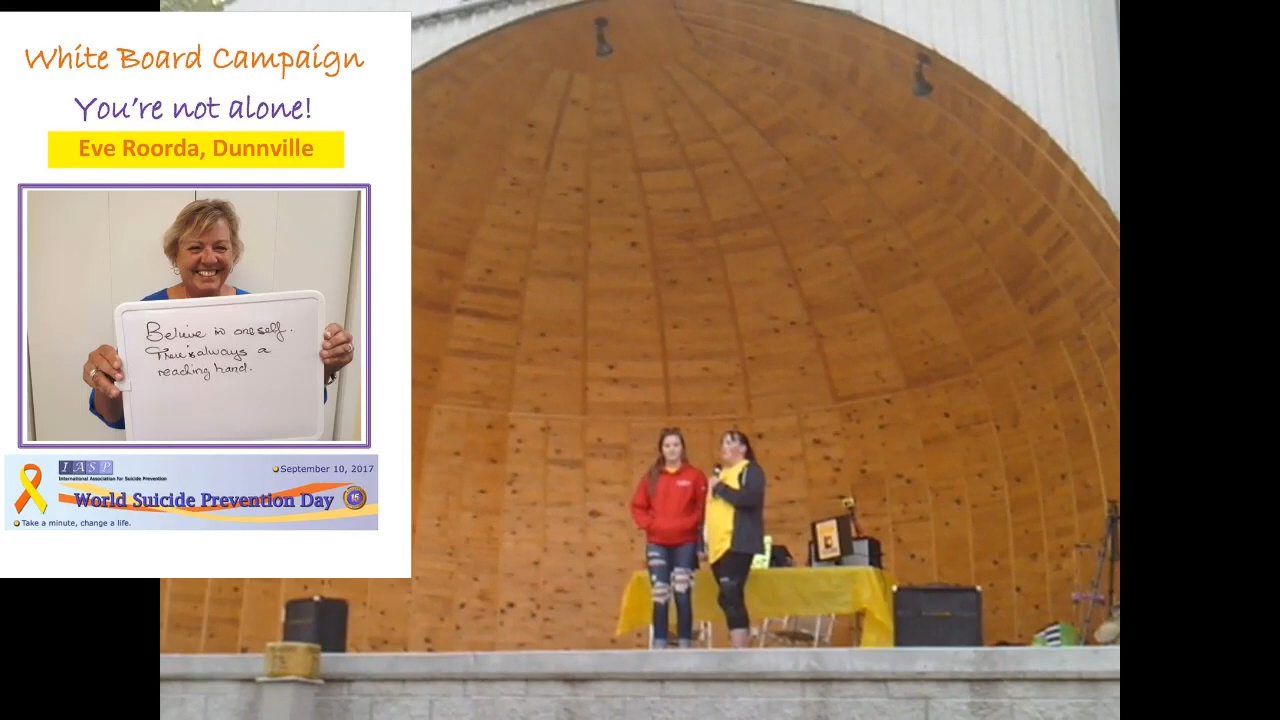 White Board Campaign
You're not alone!
Eve Roorda, Dunnville
Believe in oneself.
always a
reaching hand.
IASP
International Association for Suicide Prevention
September 10, 2017
World Suicide Prevention Day
15
Take a minute, change a life.